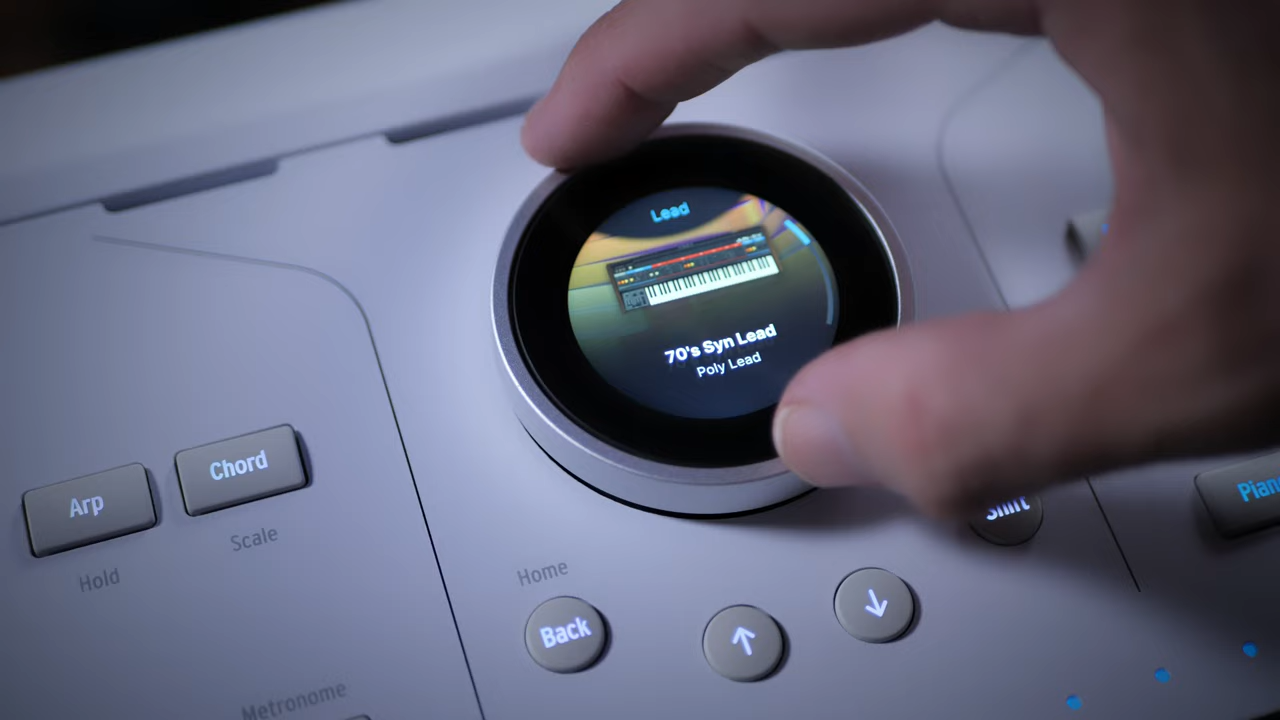 Lead
70's Syn Lead
Poly Lead
Arp
Chord
Hold
Scale
Home
Back
Shift
Metronome